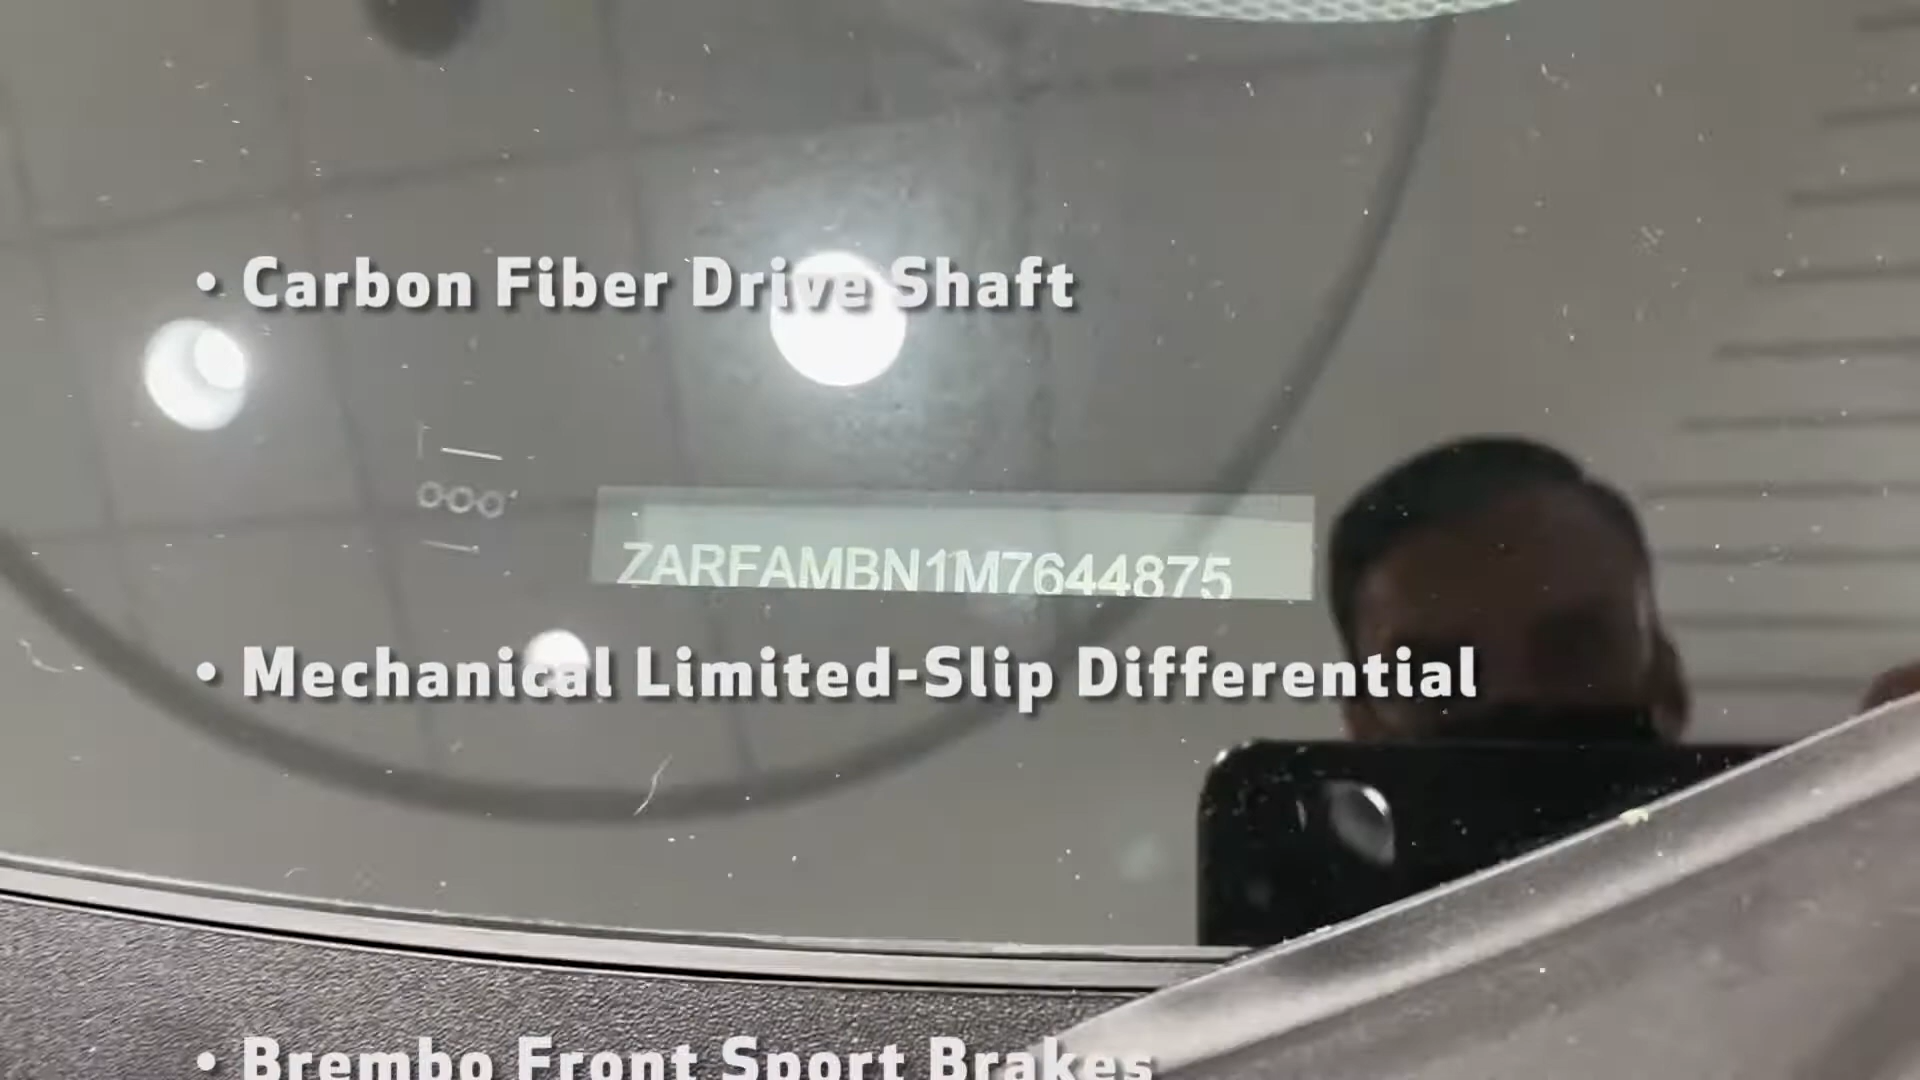 • Carbon Fiber Drive Shaft
ZARFAMBN1M7644875
• Mechanical Limited-Slip Differential
• Brembo Front Sport Brakes